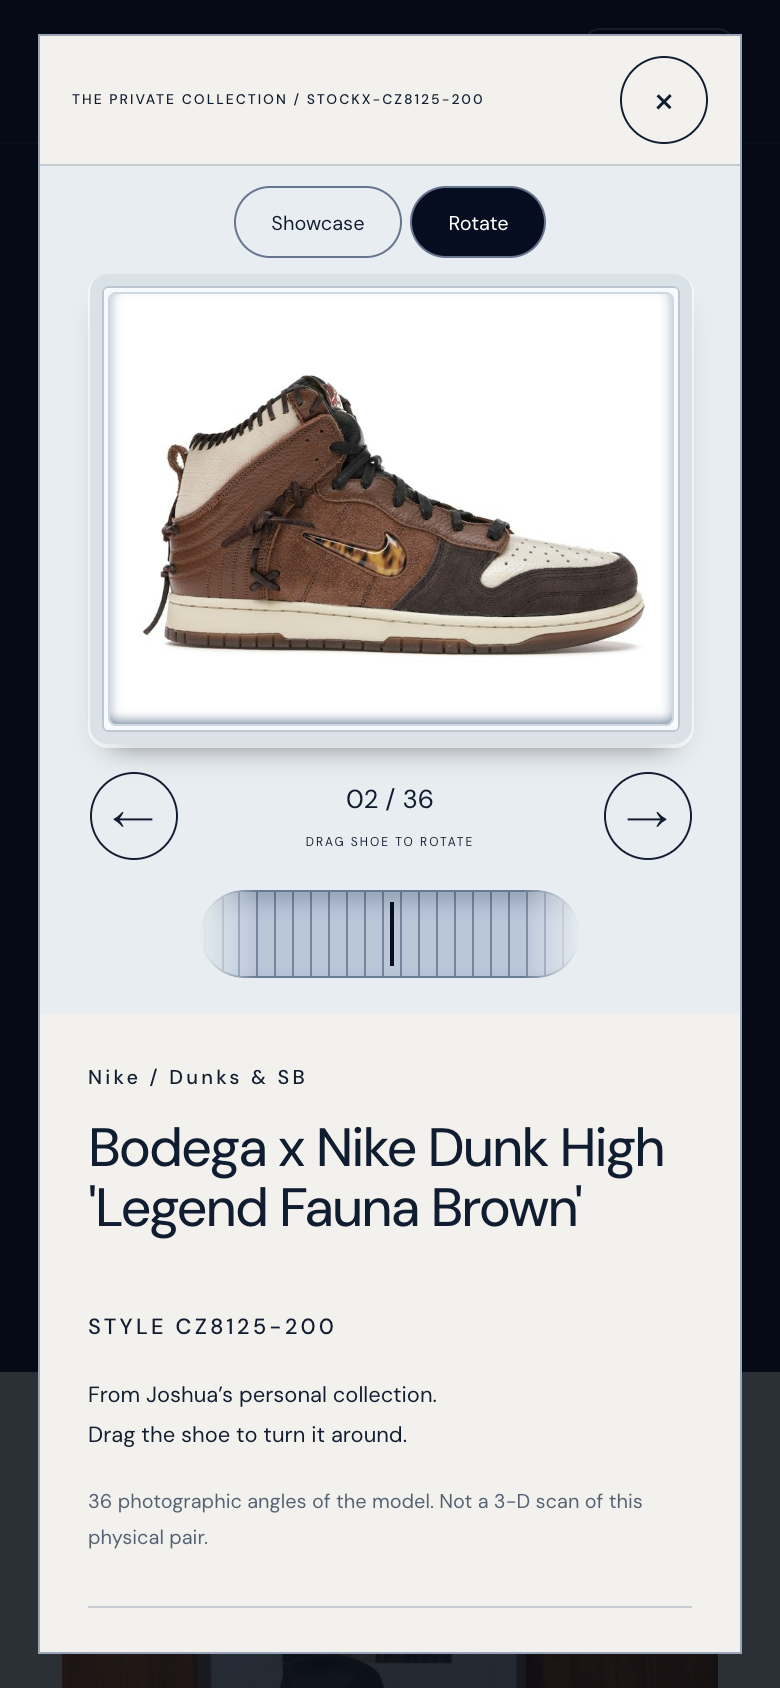 THE PRIVATE COLLECTION / STOCKX-CZ8125-200
×
Showcase
Rotate
←
02 / 36
→
DRAG SHOE TO ROTATE
Nike / Dunks & SB
Bodega x Nike Dunk High
'Legend Fauna Brown'
STYLE CZ8125-200
From Joshua’s personal collection.
Drag the shoe to turn it around.
36 photographic angles of the model. Not a 3-D scan of this
physical pair.